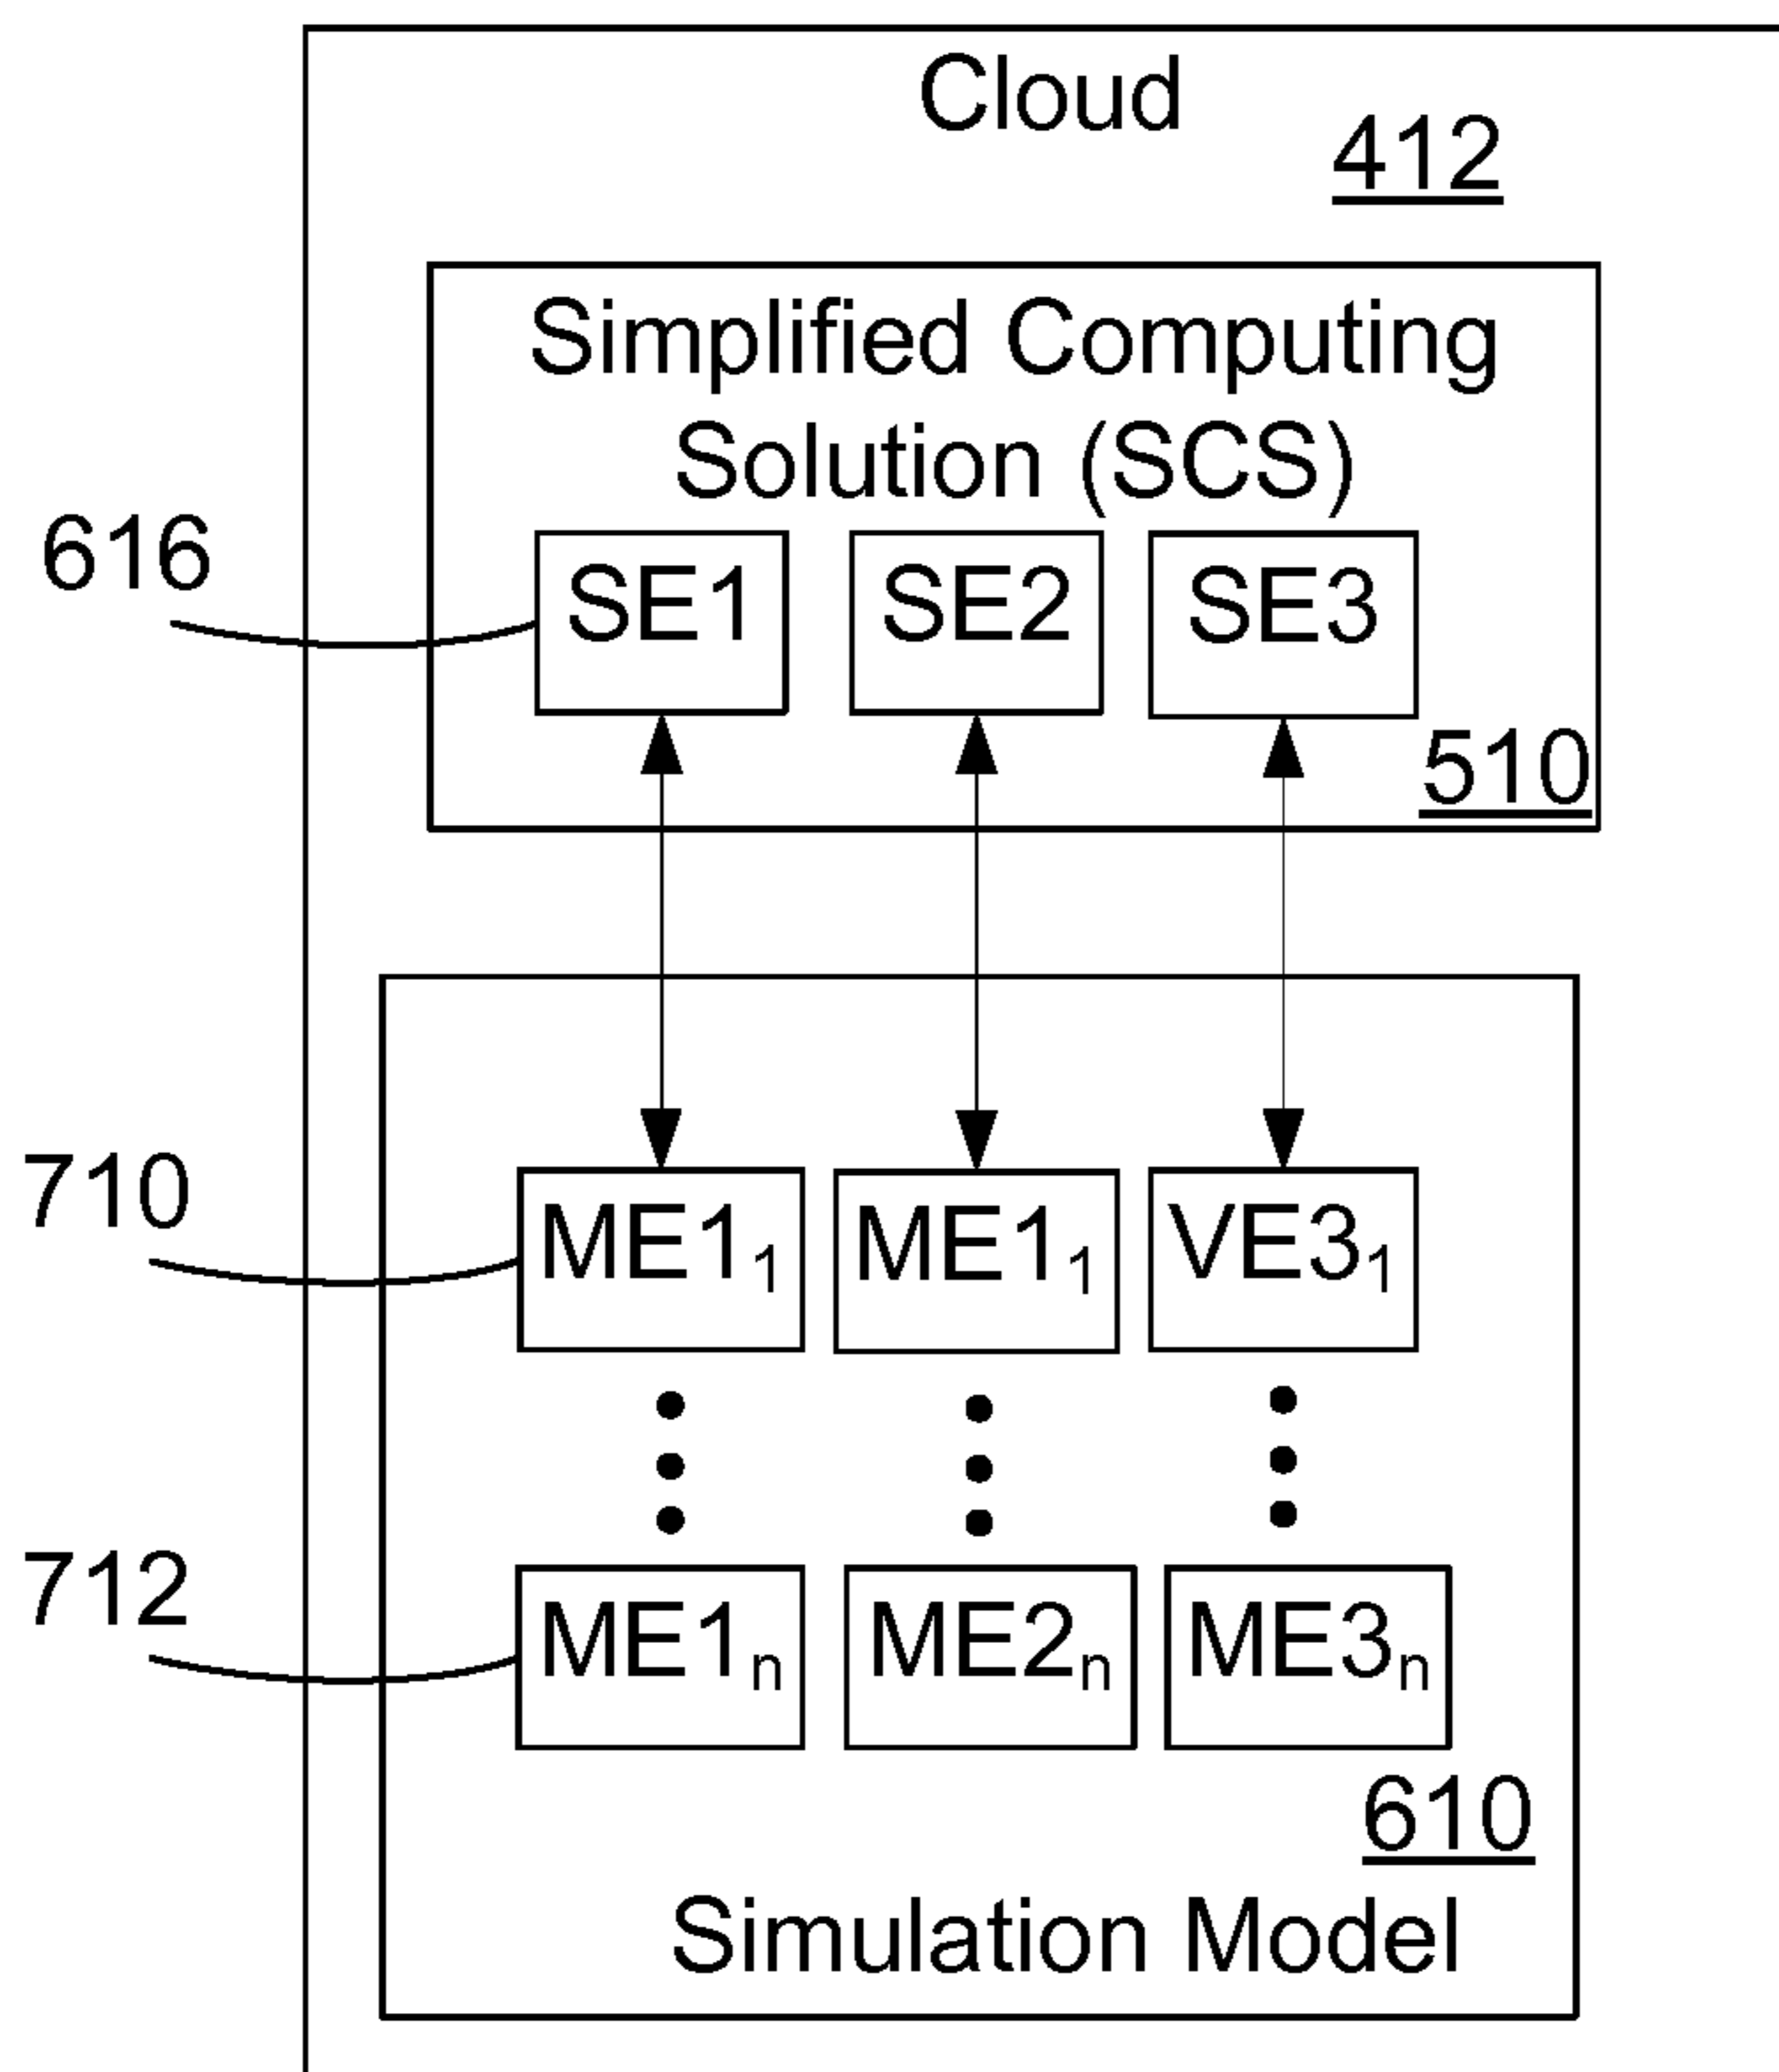 Cloud
412
Simplified Computing
Solution (SCS)
616
SE1 SE2 SE3
510
710
ME1₁ ME1₁ VE3₁
712
ME1ₙ ME2ₙ ME3ₙ
610
Simulation Model